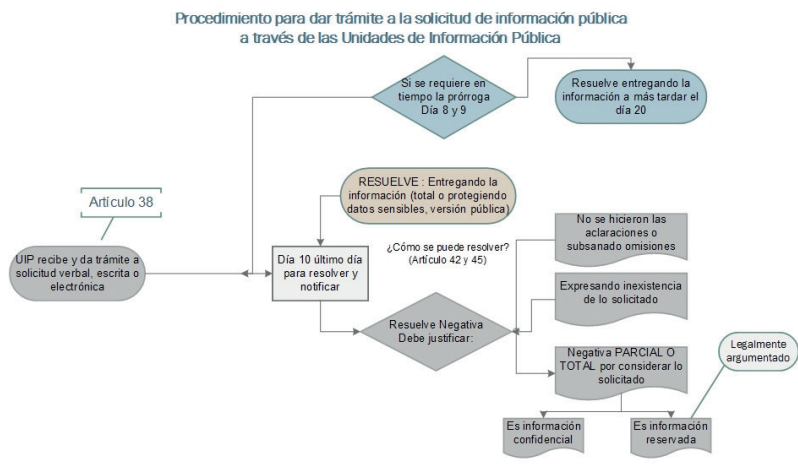 Procedimiento para dar trámite a la solicitud de información pública
a través de las Unidades de Información Pública
Si se requiere en
tiempo la prórroga
Día 8 y 9
Resuelve entregando la
información a más tardar el
día 20
RESUELVE : Entregando la
información (total o protegiendo
datos sensibles, versión pública)
Artículo 38
UIP recibe y da trámite a
solicitud verbal, escrita o
electrónica
Día 10 último día
para resolver y
notificar
¿Cómo se puede resolver?
(Artículo 42 y 45)
No se hicieron las
aclaraciones o
subsanado omisiones
Expresando inexistencia
de lo solicitado
Resuelve Negativa
Debe justificar:
Negativa PARCIAL O
TOTAL por considerar lo
solicitado
Legalmente
argumentado
Es información
confidencial
Es información
reservada